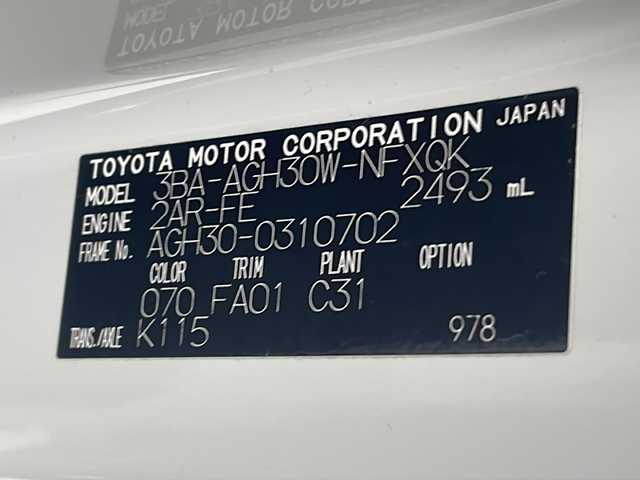 TOYOTA MOTOR CORPORATION JAPAN
MODEL 3BA-AGH30W-NFXQK
ENGINE 2AR-FE 2493 mL
FRAME No. AGH30-0310702
COLOR TRIM PLANT OPTION
070 FA01 C31
TRANS./AXLE K115 978